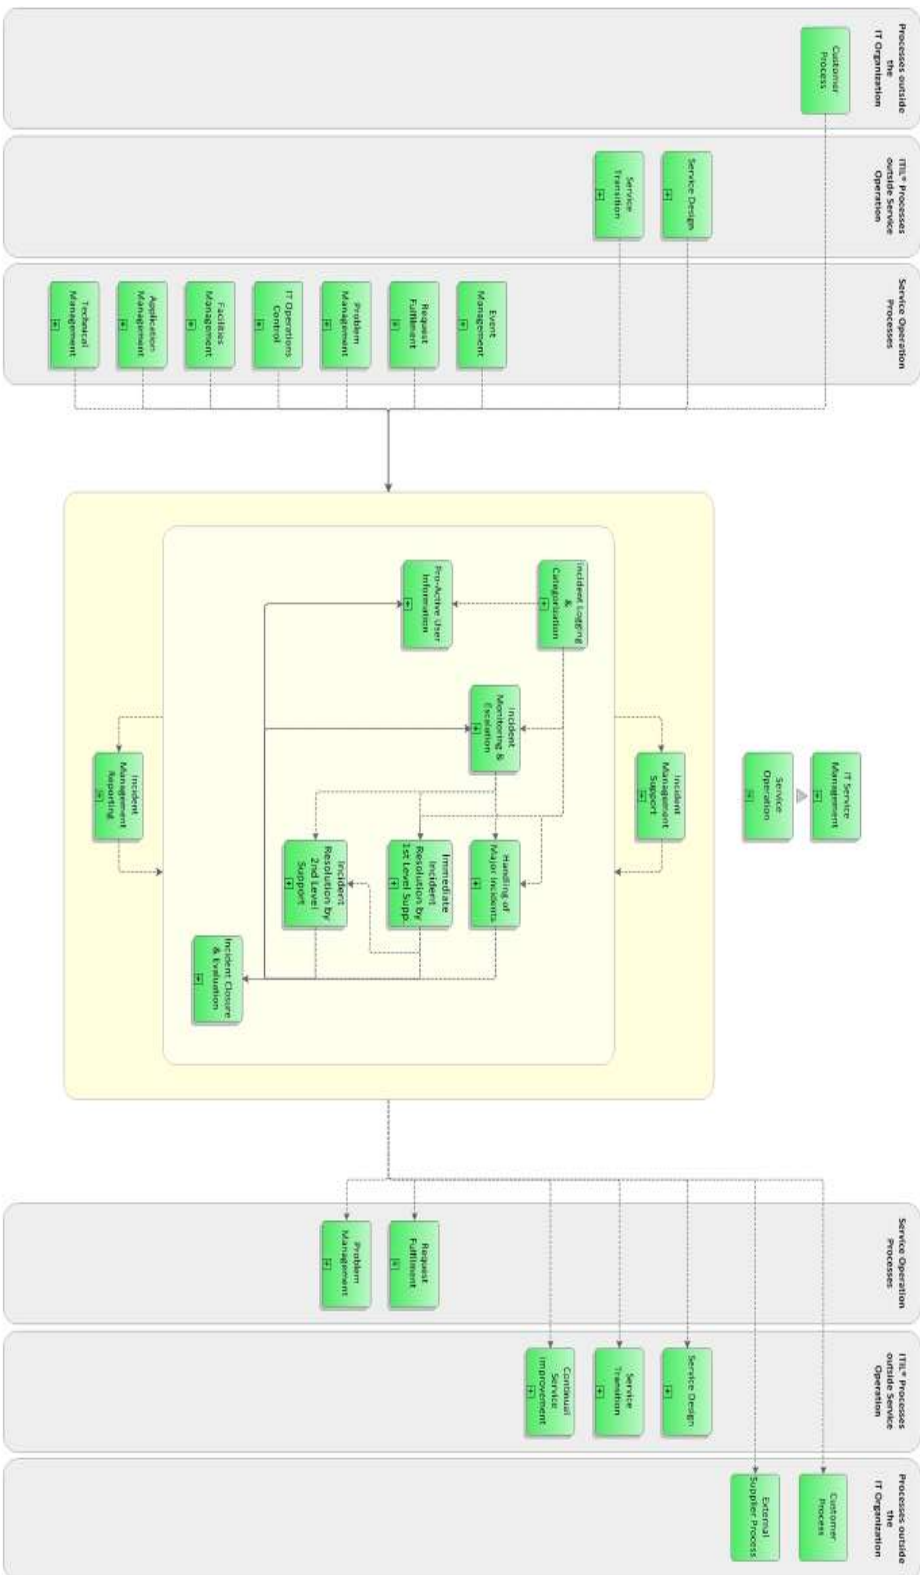 Processes outside
the
IT Organization
Customer
Process
ITIL® Processes
outside Service
Operation
Service Design
Service
Transition
Service Operation
Processes
Event
Management
Request
Fulfilment
Problem
Management
IT Operations
Control
Facilities
Management
Application
Management
Technical
Management
IT Service
Management
Service
Operation
Incident
Management
Support
Incident Logging
&
Categorization
Pro-Active User
Information
Incident
Monitoring &
Escalation
Handling of
Major Incidents
Immediate
Incident
Resolution by
1st Level Supp.
Incident
Resolution by
2nd Level
Support
Incident Closure
& Evaluation
Incident
Management
Reporting
Service Operation
Processes
Request
Fulfilment
Problem
Management
ITIL® Processes
outside Service
Operation
Service Design
Service
Transition
Continual
Service
Improvement
Processes outside
the
IT Organization
Customer
Process
External
Supplier Process